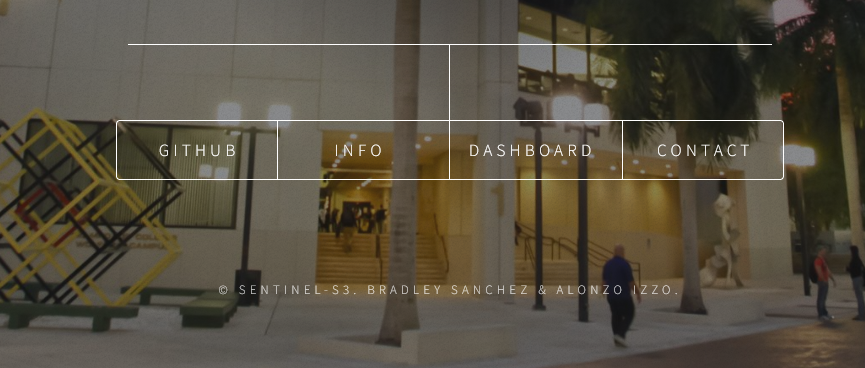 GITHUB
INFO
DASHBOARD
CONTACT
© SENTINEL-S3. BRADLEY SANCHEZ & ALONZO IZZO.